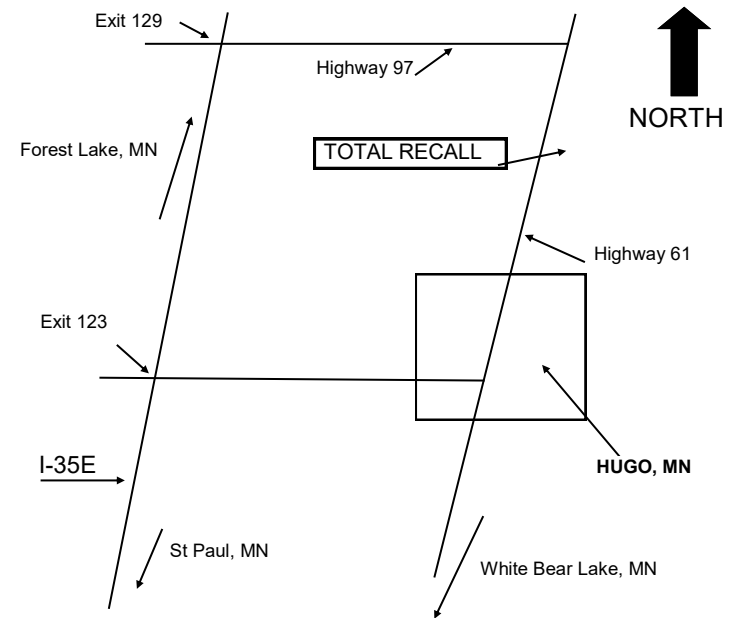 Exit 129
Highway 97
NORTH
Forest Lake, MN
TOTAL RECALL
Highway 61
Exit 123
I-35E
HUGO, MN
St Paul, MN
White Bear Lake, MN